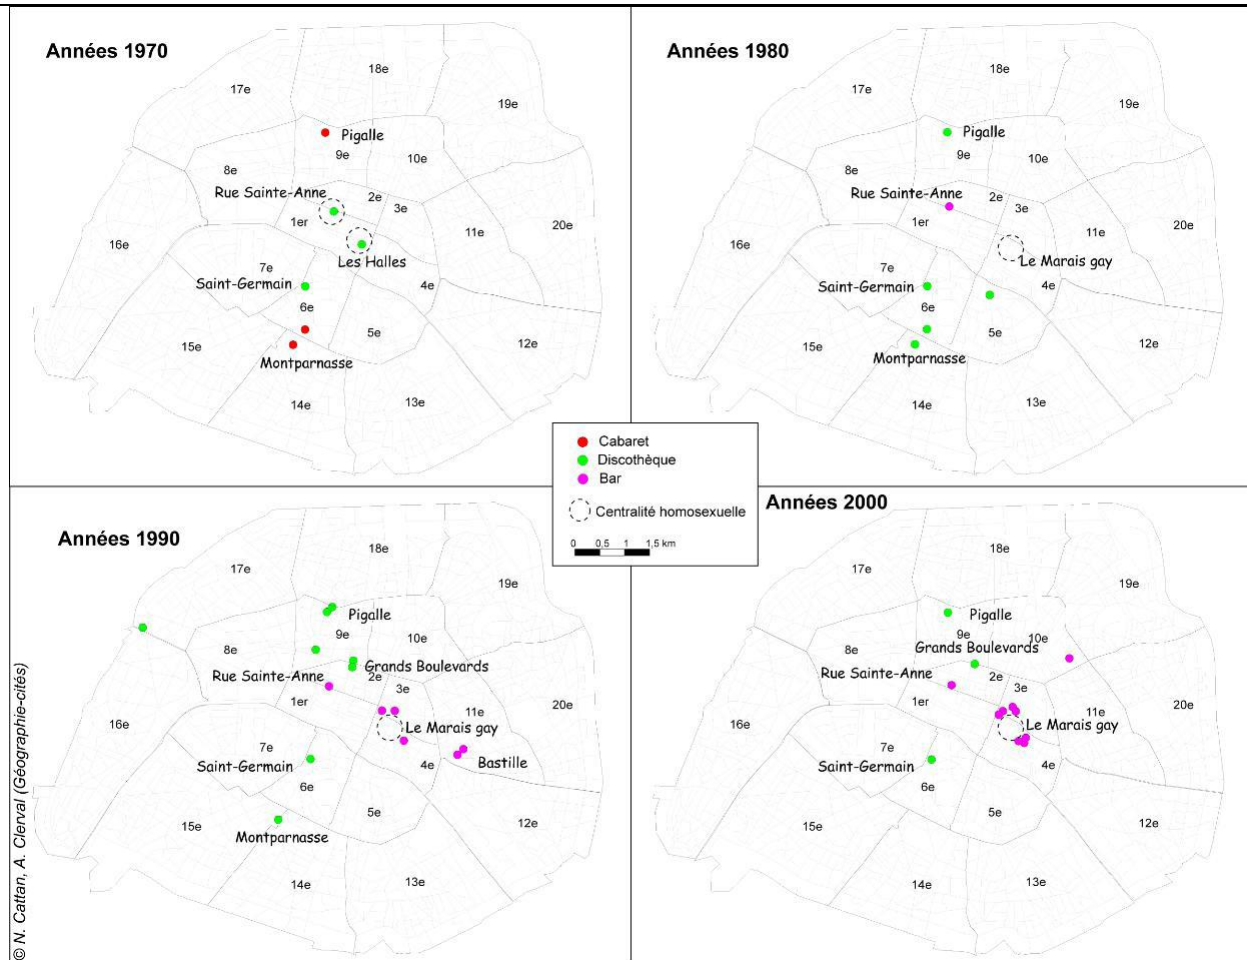 Années 1970
18e
17e
19e
Pigalle
9e
10e
8e
Rue Sainte-Anne
2e
3e
1er
20e
11e
16e
Les Halles
7e
Saint-Germain
4e
6e
5e
15e
12e
Montparnasse
14e
13e
Années 1980
18e
17e
19e
Pigalle
9e
10e
8e
Rue Sainte-Anne
2e
3e
1er
20e
11e
16e
Le Marais gay
7e
Saint-Germain
4e
6e
5e
15e
12e
Montparnasse
14e
13e
Cabaret
Discothèque
Bar
Centralité homosexuelle
0 0,5 1 1,5 km
Années 1990
18e
17e
19e
Pigalle
9e
10e
8e
Grands Boulevards
Rue Sainte-Anne
2e
3e
1er
20e
11e
16e
Le Marais gay
7e
Saint-Germain
Bastille
4e
6e
5e
15e
12e
Montparnasse
14e
13e
Années 2000
18e
17e
19e
Pigalle
9e
10e
8e
Grands Boulevards
Rue Sainte-Anne
2e
3e
1er
20e
11e
16e
Le Marais gay
7e
Saint-Germain
4e
6e
5e
15e
12e
14e
13e
© N. Cattan, A. Clerval (Géographie-cités)